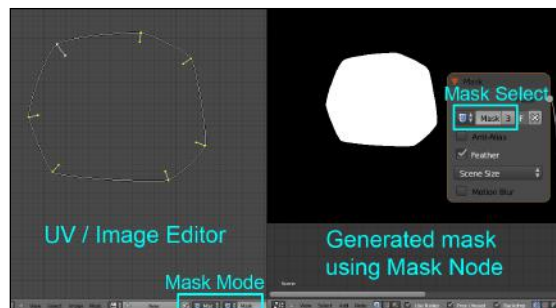 Mask
Mask Select
Mask 3 F
Anti-Alias
Feather
Scene Size
Motion Blur
UV / Image Editor
Generated mask
using Mask Node
Mask Mode